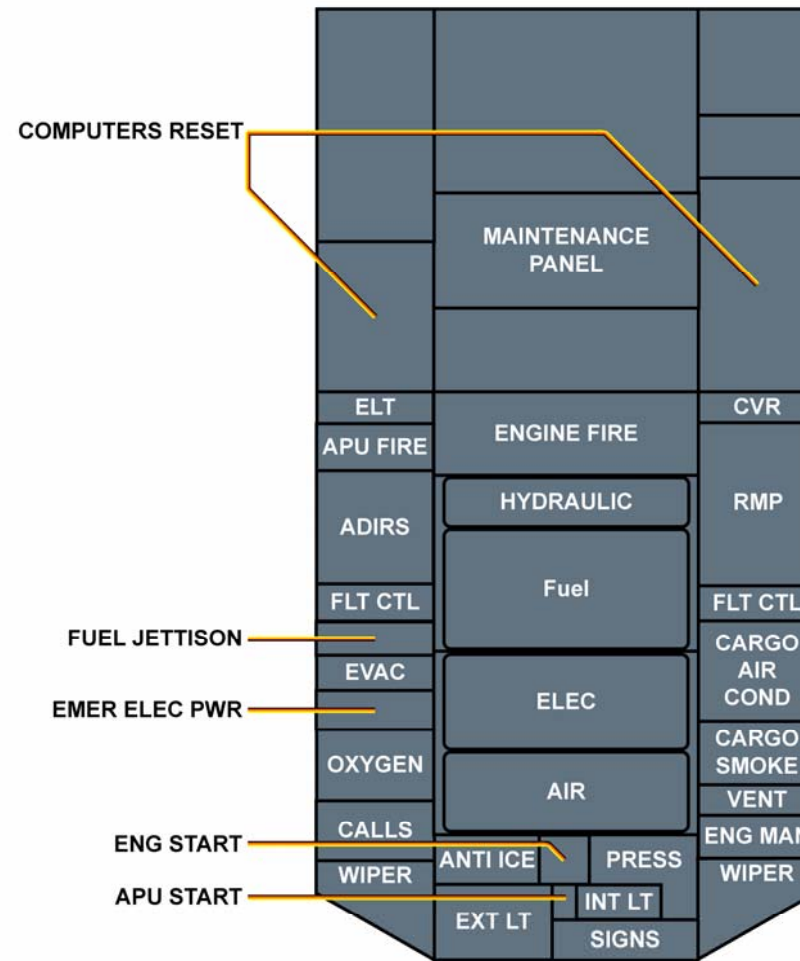 COMPUTERS RESET
MAINTENANCE
PANEL
ELT
APU FIRE
ADIRS
FLT CTL
FUEL JETTISON
EVAC
EMER ELEC PWR
OXYGEN
CALLS
ENG START
WIPER
APU START
ENGINE FIRE
HYDRAULIC
Fuel
ELEC
AIR
ANTI ICE
PRESS
INT LT
EXT LT
SIGNS
CVR
RMP
FLT CTL
CARGO
AIR
COND
CARGO
SMOKE
VENT
ENG MAN
WIPER